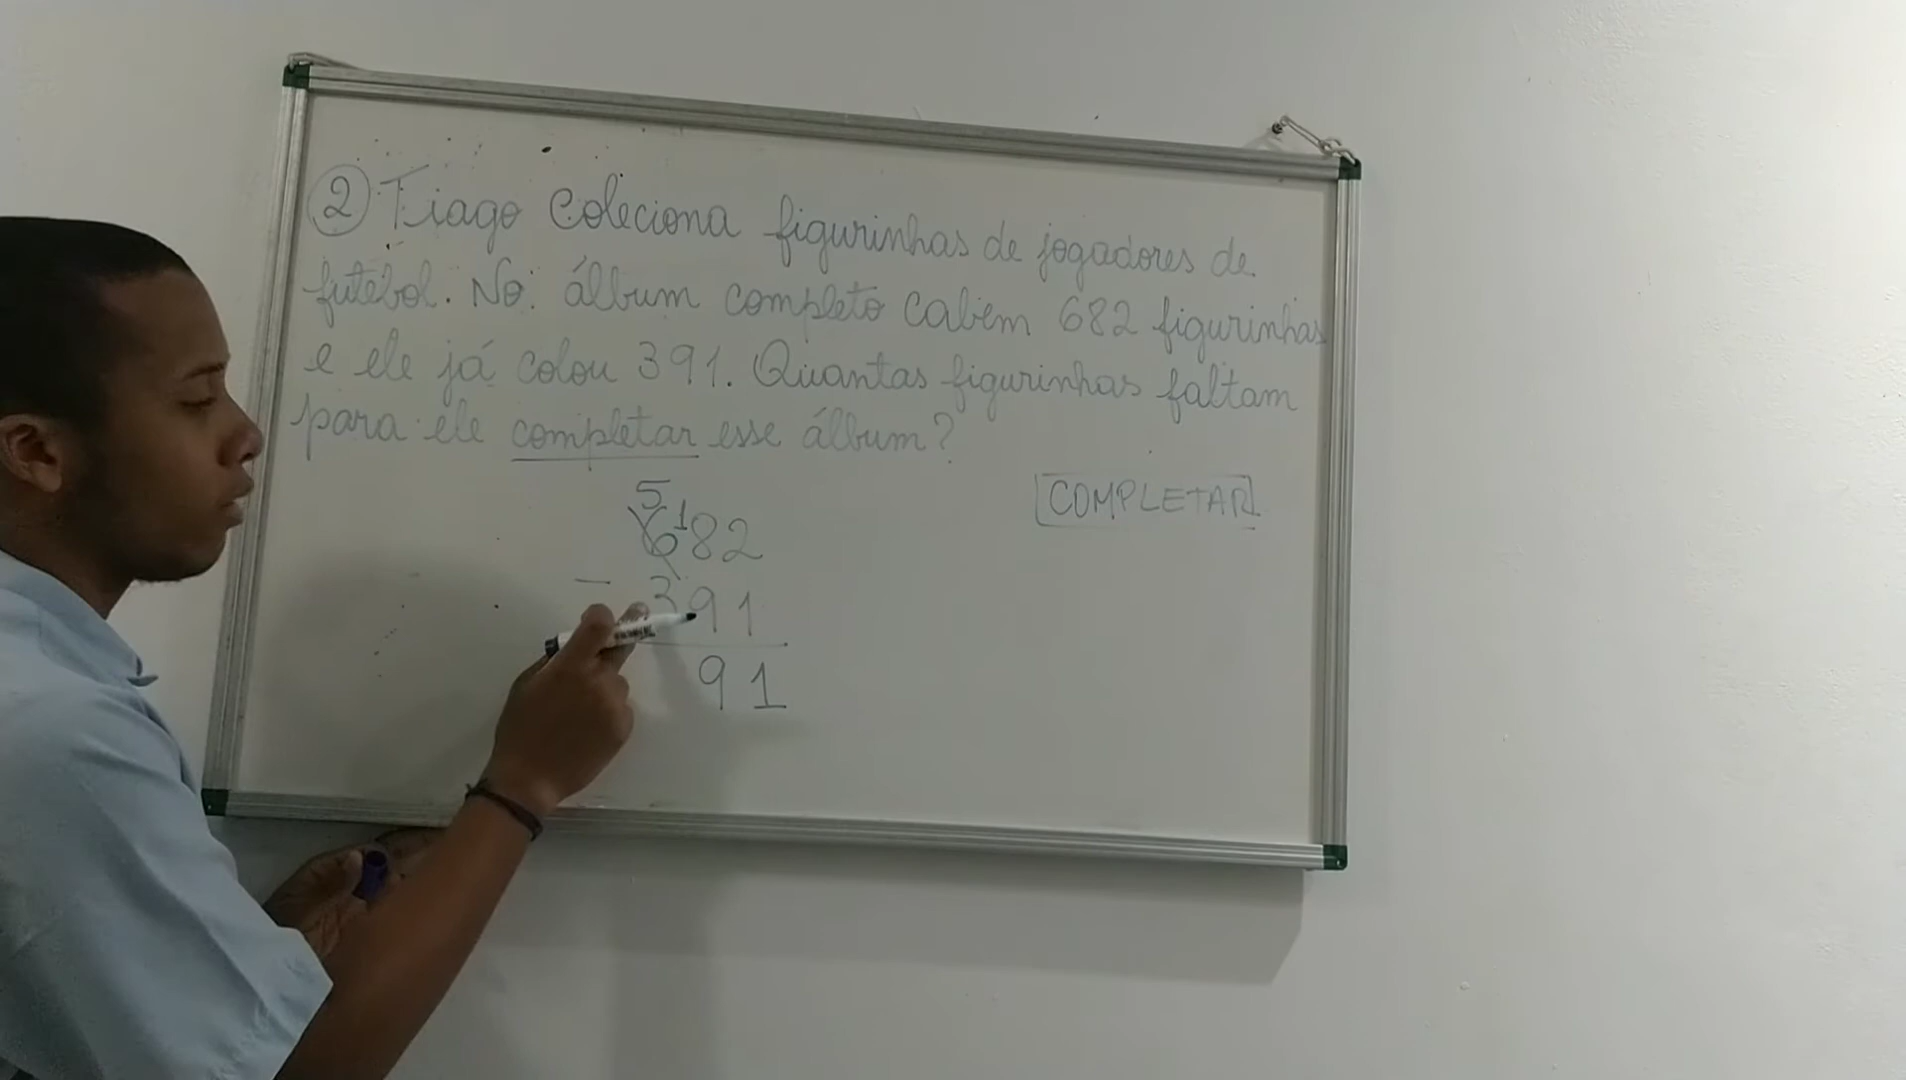 2 Tiago coleciona figurinhas de jogadores de
futebol. No álbum completo cabem 682 figurinhas
e ele já colou 391. Quantas figurinhas faltam
para ele completar esse álbum?
COMPLETAR
5 1
682
- 391
91